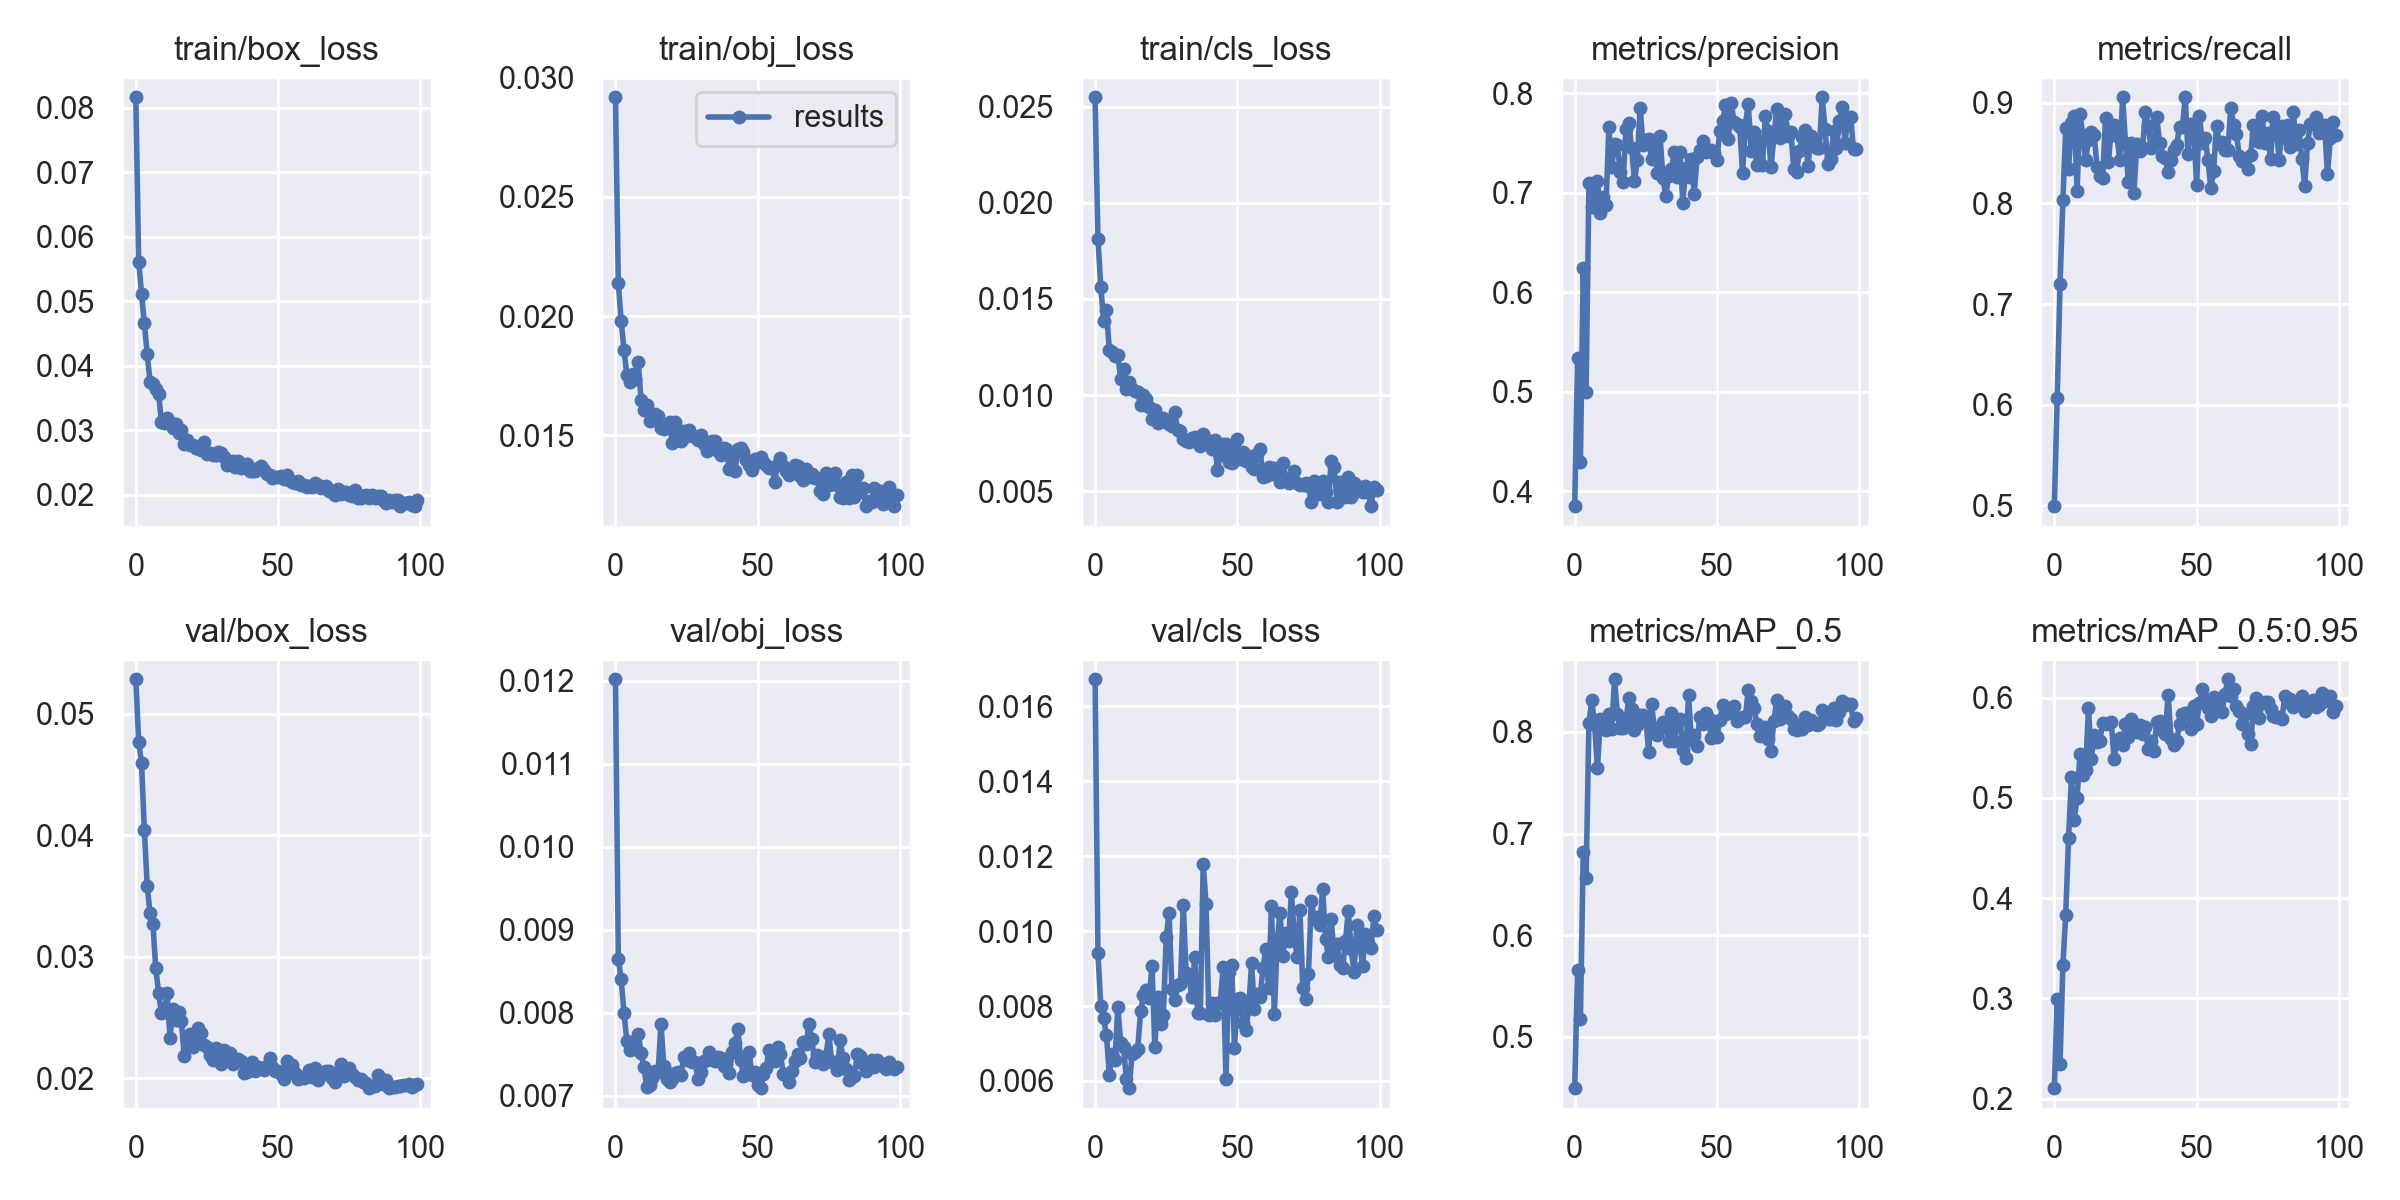 train/box_loss
train/obj_loss
train/cls_loss
metrics/precision
metrics/recall
0.08
0.07
0.06
0.05
0.04
0.03
0.02
0 50 100
0.030
0.025
0.020
0.015
results
0 50 100
0.025
0.020
0.015
0.010
0.005
0 50 100
0.8
0.7
0.6
0.5
0.4
0 50 100
0.9
0.8
0.7
0.6
0.5
0 50 100
val/box_loss
val/obj_loss
val/cls_loss
metrics/mAP_0.5
metrics/mAP_0.5:0.95
0.05
0.04
0.03
0.02
0 50 100
0.012
0.011
0.010
0.009
0.008
0.007
0 50 100
0.016
0.014
0.012
0.010
0.008
0.006
0 50 100
0.8
0.7
0.6
0.5
0 50 100
0.6
0.5
0.4
0.3
0.2
0 50 100